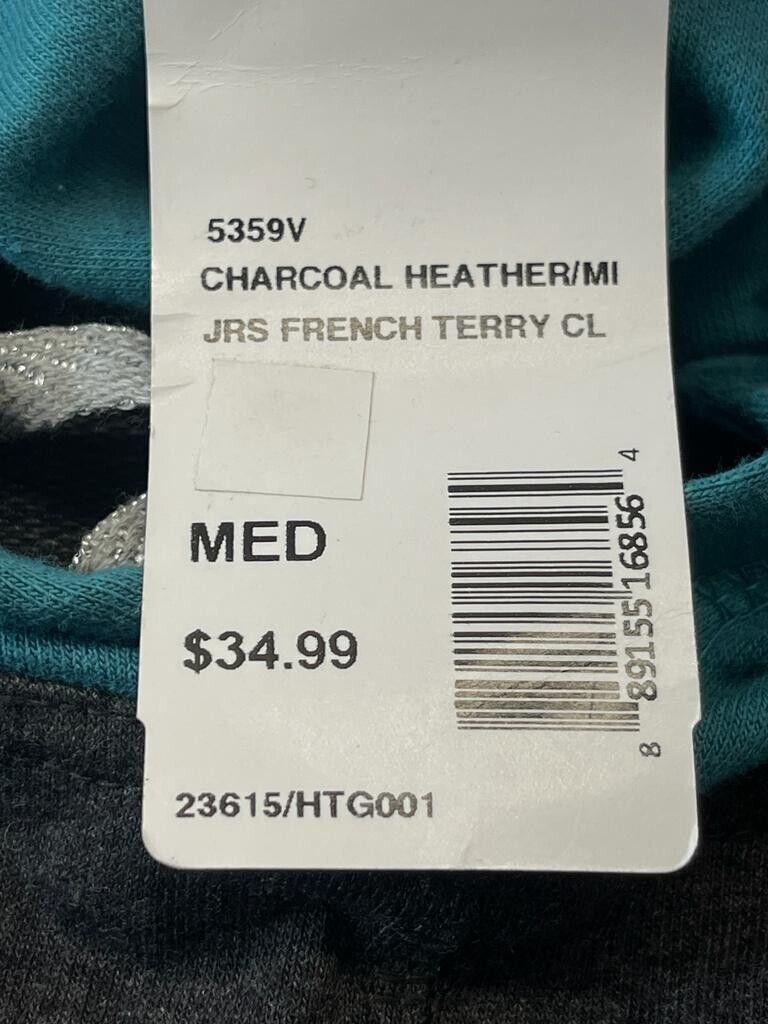 5359V
CHARCOAL HEATHER/MI
JRS FRENCH TERRY CL
MED
$34.99
8 89155 16856 4
23615/HTG001